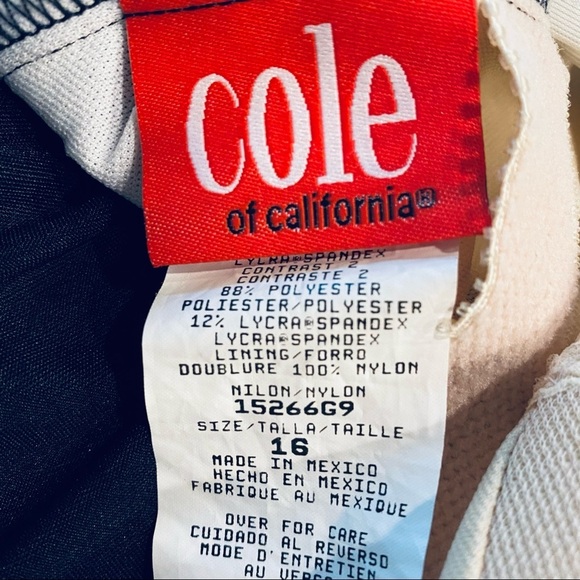 cole
of california®
LYCRA®SPANDEX
CONTRAST 2
CONTRASTE 2
88% POLYESTER
POLIESTER/POLYESTER
12% LYCRA®SPANDEX
LYCRA®SPANDEX
LINING/FORRO
DOUBLURE 100% NYLON
NILON/NYLON
15266G9
SIZE/TALLA/TAILLE
16
MADE IN MEXICO
HECHO EN MEXICO
FABRIQUE AU MEXIQUE
OVER FOR CARE
CUIDADO AL REVERSO
MODE D'ENTRETIEN
AU